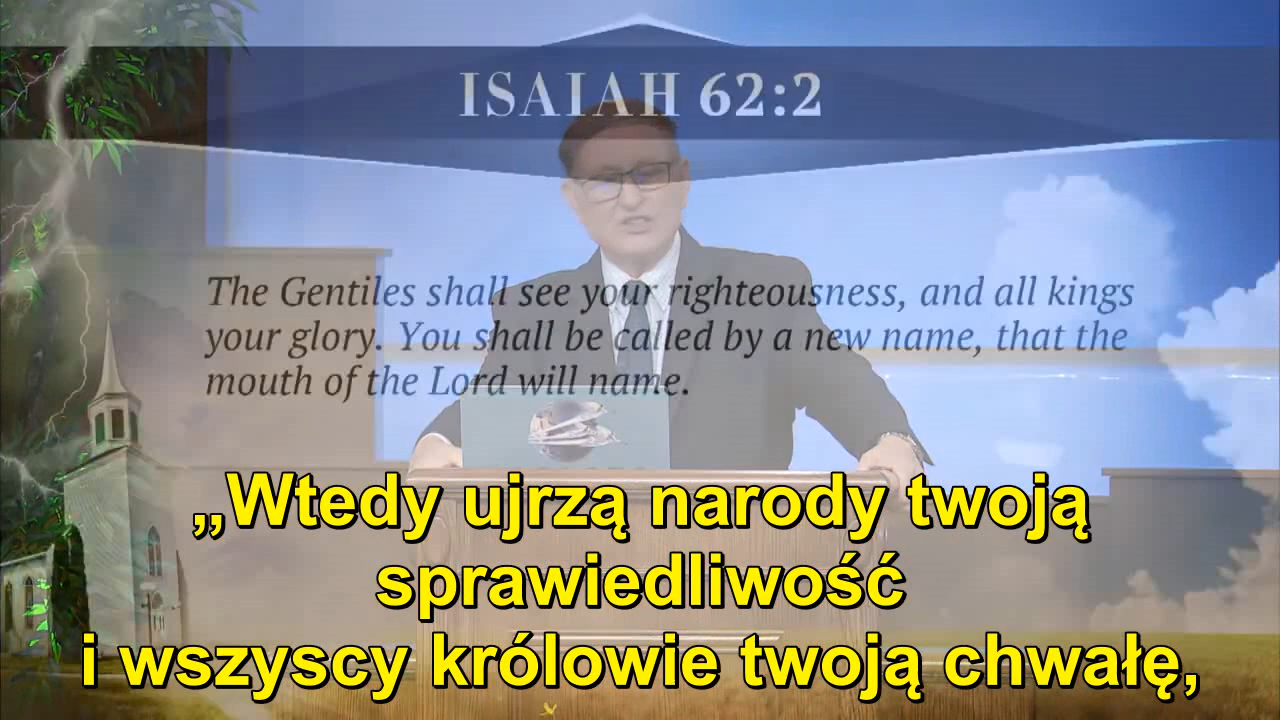 ISAIAH 62:2
The Gentiles shall see your righteousness, and all kings
your glory. You shall be called by a new name, that the
mouth of the Lord will name.
„Wtedy ujrzą narody twoją
sprawiedliwość
i wszyscy królowie twoją chwałę,